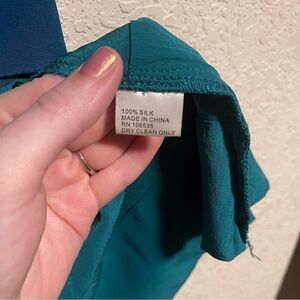 100% SILK
MADE IN CHINA
RN 106535
DRY CLEAN ONLY